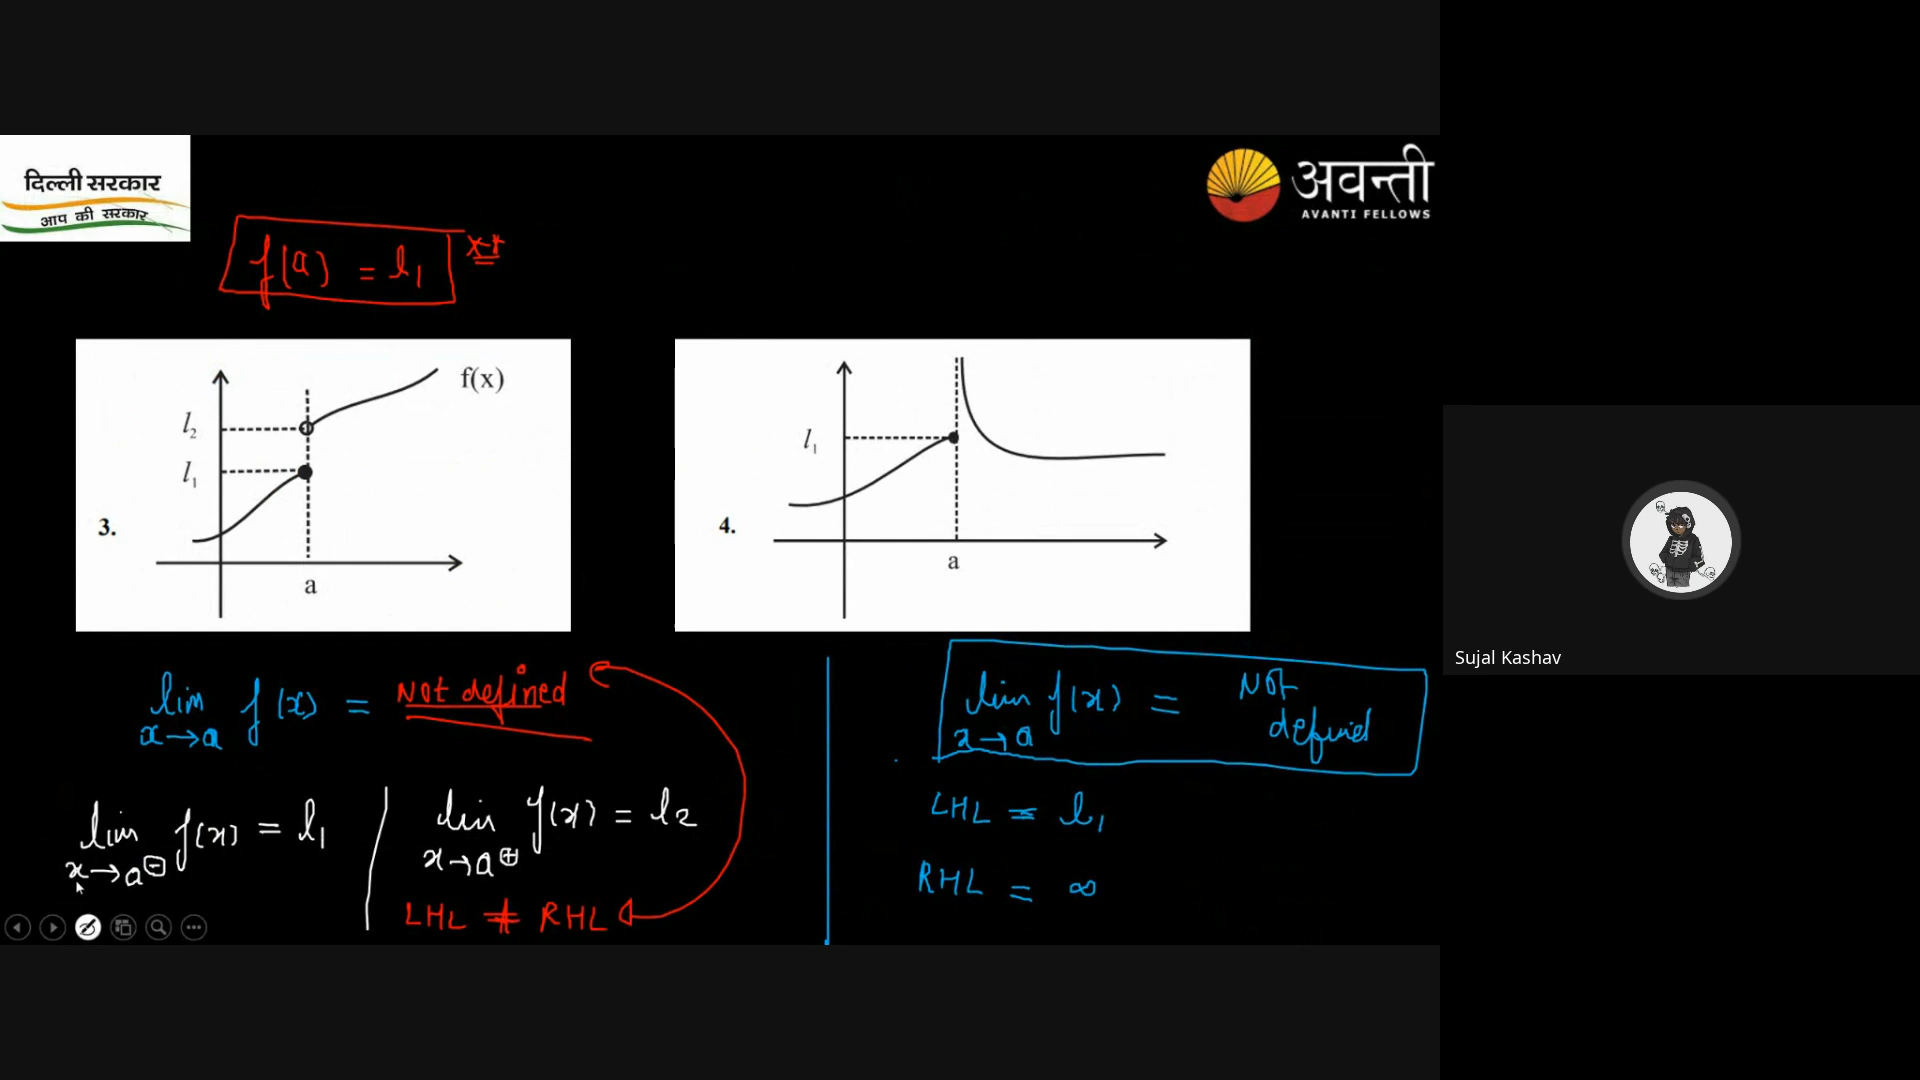 दिल्ली सरकार
आप की सरकार
अवन्ती
AVANTI FELLOWS
f(a) = l₁
f(x)
l₂
l₁
3.
a
l₁
4.
a
lim f(x) = Not defined
x→a
lim f(x) = l₁
x→a⊖
lim f(x) = l₂
x→a⊕
LHL ≠ RHL
lim f(x) = Not
defined
x→a
LHL = l₁
RHL = ∞
Sujal Kashav